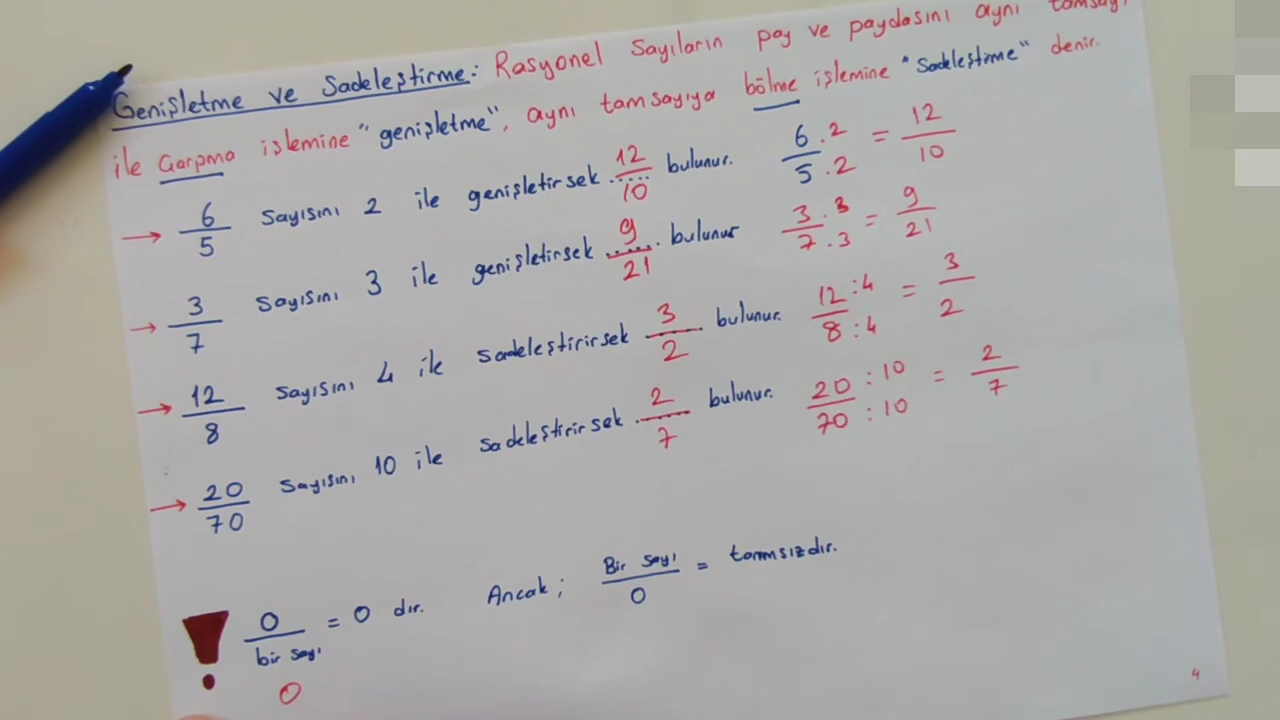 Genişletme ve Sadeleştirme: Rasyonel sayıların pay ve paydasını aynı tamsayı
ile Çarpma işlemine "genişletme", aynı tamsayıya bölme işlemine "Sadeleştirme" denir.
→ 6/5 sayısını 2 ile genişletirsek 12/10 bulunur. 6.2/5.2 = 12/10
→ 3/7 sayısını 3 ile genişletirsek 9/21 bulunur 3.3/7.3 = 9/21
→ 12/8 sayısını 4 ile sadeleştirirsek 3/2 bulunur. 12:4/8:4 = 3/2
→ 20/70 sayısını 10 ile sadeleştirirsek 2/7 bulunur. 20:10/70:10 = 2/7
! 0/bir sayı = 0 dır. Ancak; Bir sayı/0 = tanımsızdır.
0
4